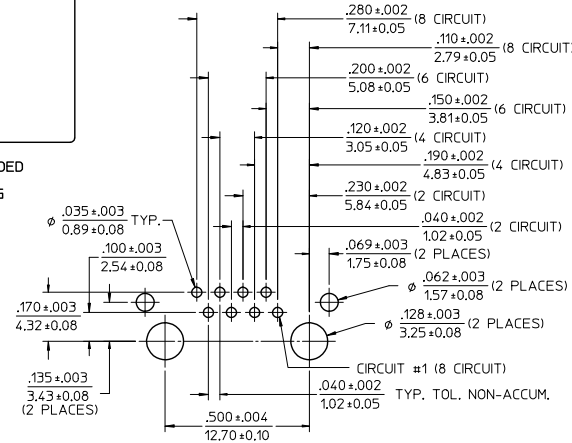 .280±.002 (8 CIRCUIT)
7.11±0.05
.110±.002 (8 CIRCUIT)
2.79±0.05
.200±.002 (6 CIRCUIT)
5.08±0.05
.150±.002 (6 CIRCUIT)
3.81±0.05
.120±.002 (4 CIRCUIT)
3.05±0.05
DED
.190±.002 (4 CIRCUIT)
4.83±0.05
.230±.002 (2 CIRCUIT)
5.84±0.05
ø .035±.003 TYP.
0.89±0.08
.040±.002 (2 CIRCUIT)
1.02±0.05
.100±.003
2.54±0.08
.069±.003 (2 PLACES)
1.75±0.08
ø .062±.003 (2 PLACES)
1.57±0.08
.170±.003
4.32±0.08
ø .128±.003 (2 PLACES)
3.25±0.08
CIRCUIT #1 (8 CIRCUIT)
.135±.003
3.43±0.08
(2 PLACES)
.040±.002 TYP. TOL. NON-ACCUM.
1.02±0.05
.500±.004
12.70±0.10